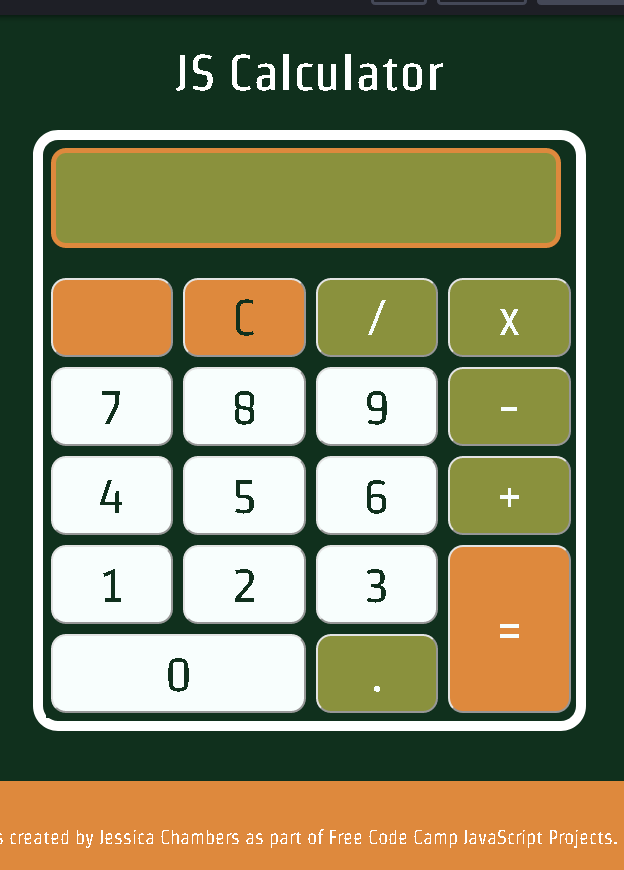 JS Calculator
C / x
7 8 9 -
4 5 6 +
1 2 3
=
0 .
created by Jessica Chambers as part of Free Code Camp JavaScript Projects.